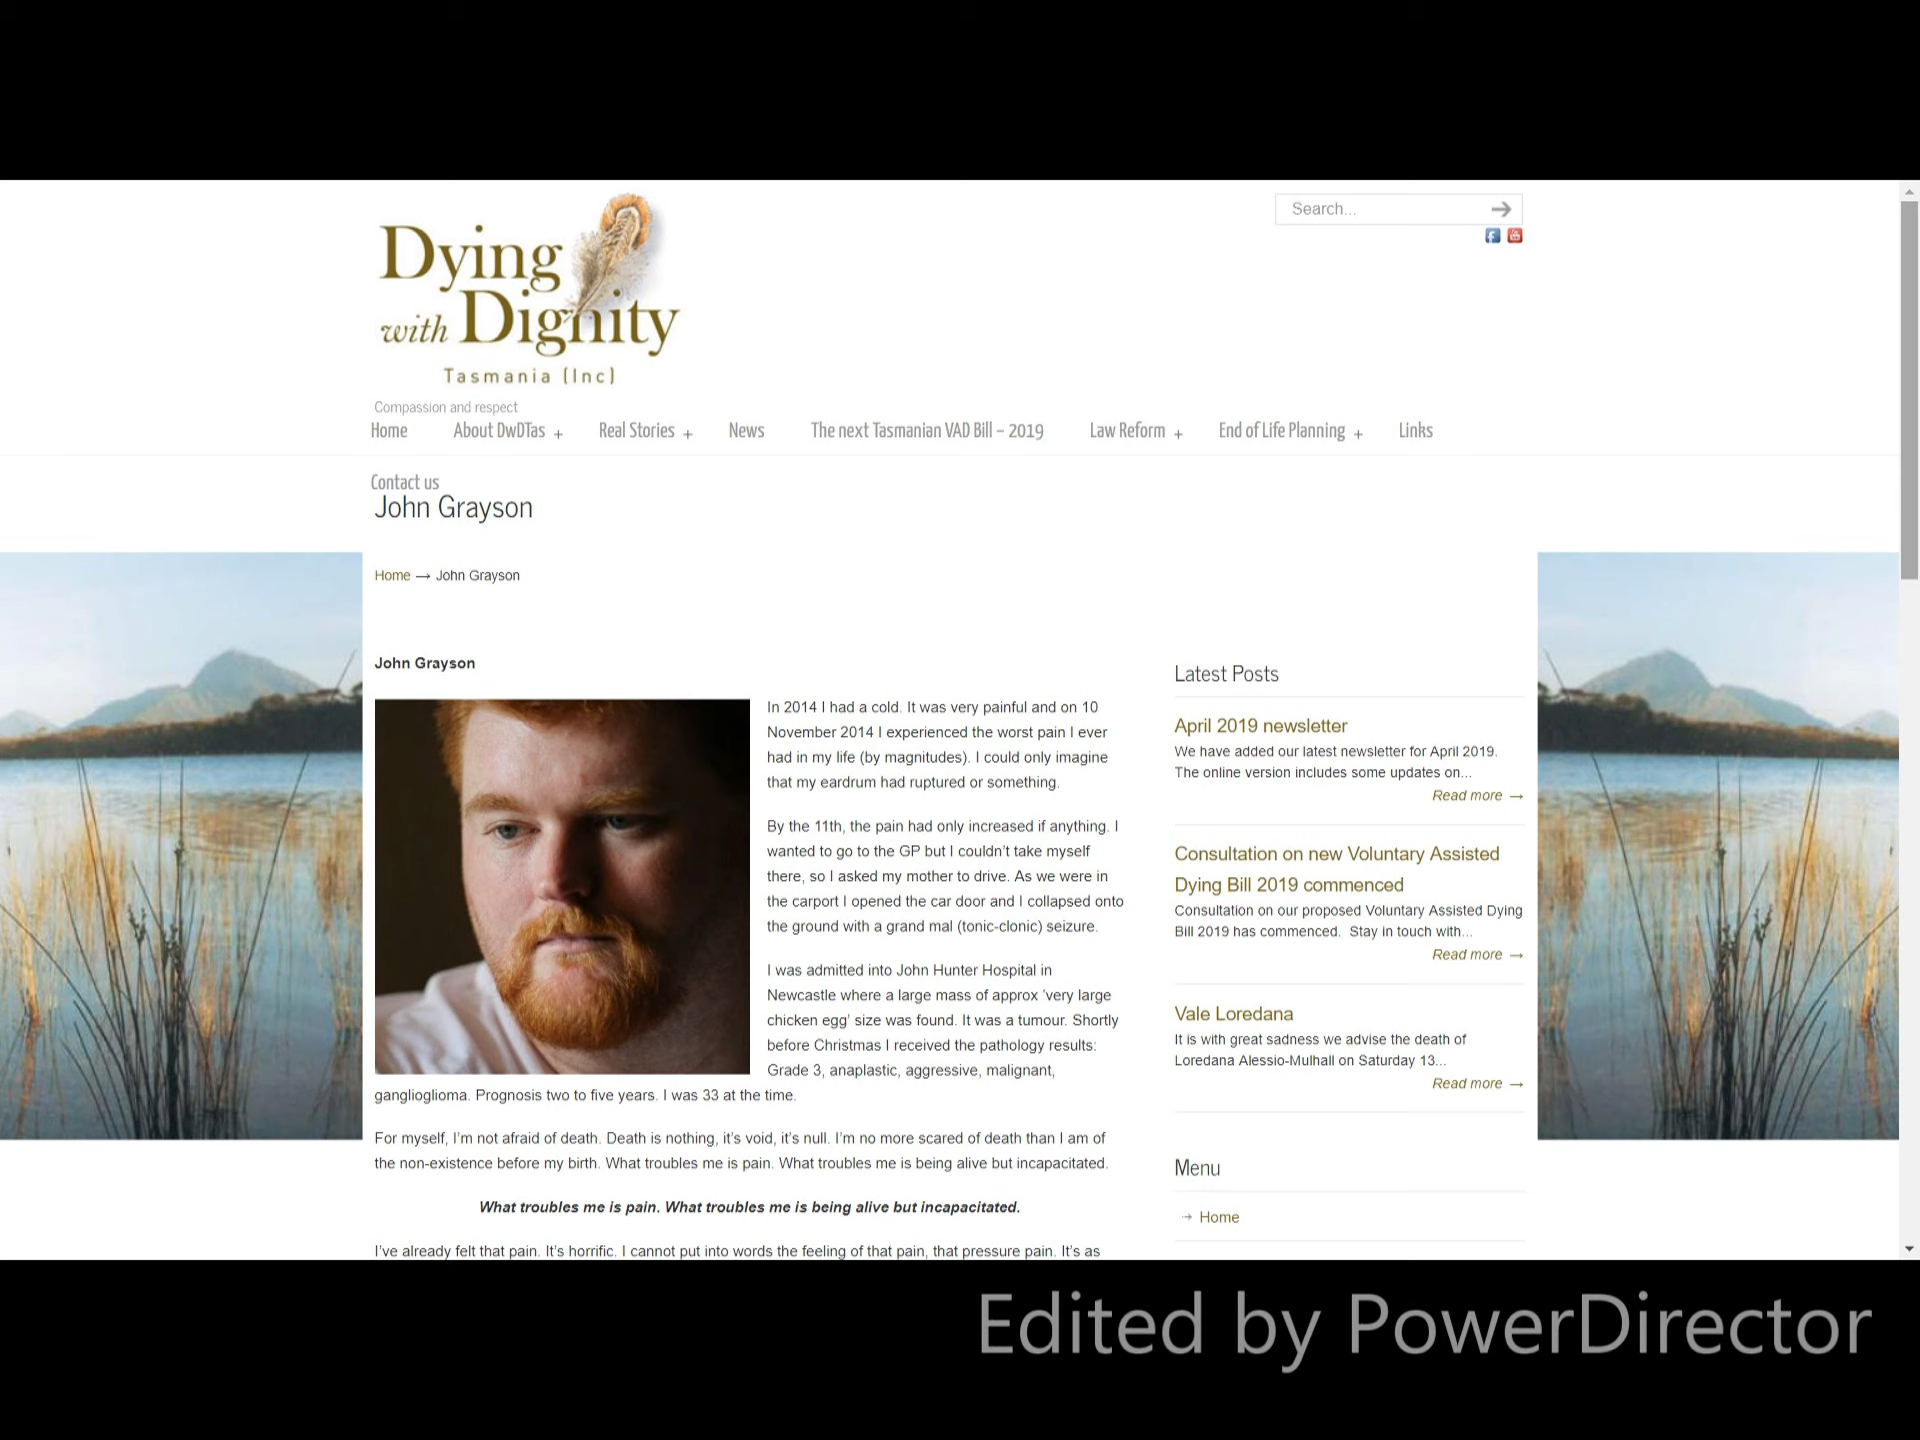 Dying
with Dignity
Tasmania (Inc)
Search...
Compassion and respect
Home
About DwDTas +
Real Stories +
News
The next Tasmanian VAD Bill – 2019
Law Reform +
End of Life Planning +
Links
Contact us
John Grayson
Home → John Grayson
John Grayson
In 2014 I had a cold. It was very painful and on 10
November 2014 I experienced the worst pain I ever
had in my life (by magnitudes). I could only imagine
that my eardrum had ruptured or something.
By the 11th, the pain had only increased if anything. I
wanted to go to the GP but I couldn't take myself
there, so I asked my mother to drive. As we were in
the carport I opened the car door and I collapsed onto
the ground with a grand mal (tonic-clonic) seizure.
I was admitted into John Hunter Hospital in
Newcastle where a large mass of approx 'very large
chicken egg' size was found. It was a tumour. Shortly
before Christmas I received the pathology results:
Grade 3, anaplastic, aggressive, malignant,
ganglioglioma. Prognosis two to five years. I was 33 at the time.
For myself, I'm not afraid of death. Death is nothing, it's void, it's null. I'm no more scared of death than I am of
the non-existence before my birth. What troubles me is pain. What troubles me is being alive but incapacitated.
What troubles me is pain. What troubles me is being alive but incapacitated.
I've already felt that pain. It's horrific. I cannot put into words the feeling of that pain, that pressure pain. It's as
Latest Posts
April 2019 newsletter
We have added our latest newsletter for April 2019.
The online version includes some updates on...
Read more →
Consultation on new Voluntary Assisted
Dying Bill 2019 commenced
Consultation on our proposed Voluntary Assisted Dying
Bill 2019 has commenced.  Stay in touch with...
Read more →
Vale Loredana
It is with great sadness we advise the death of
Loredana Alessio-Mulhall on Saturday 13...
Read more →
Menu
→ Home
Edited by PowerDirector